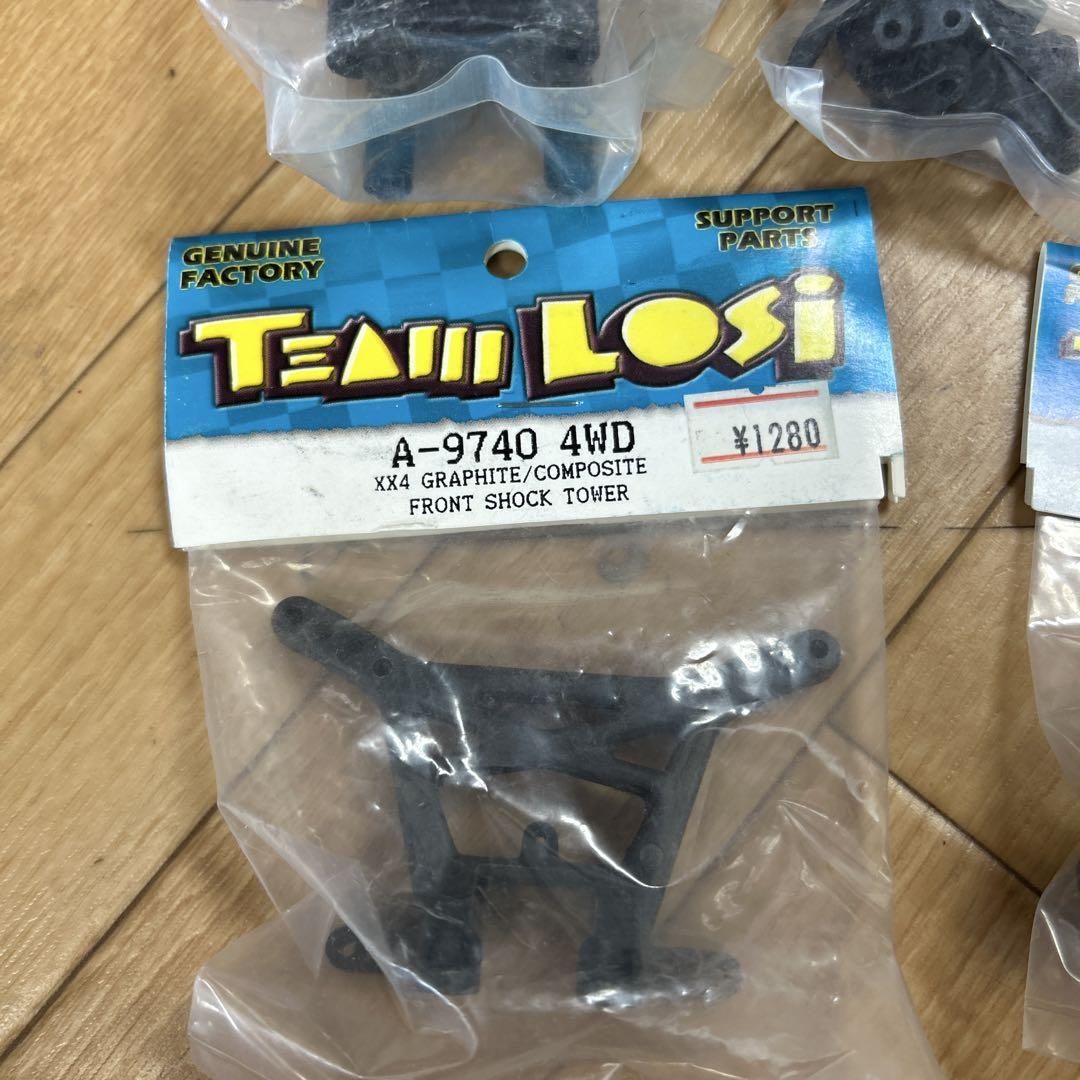 GENUINE
FACTORY
SUPPORT
PARTS
TEAM LOSi
¥1280
A-9740 4WD
XX4 GRAPHITE/COMPOSITE
FRONT SHOCK TOWER